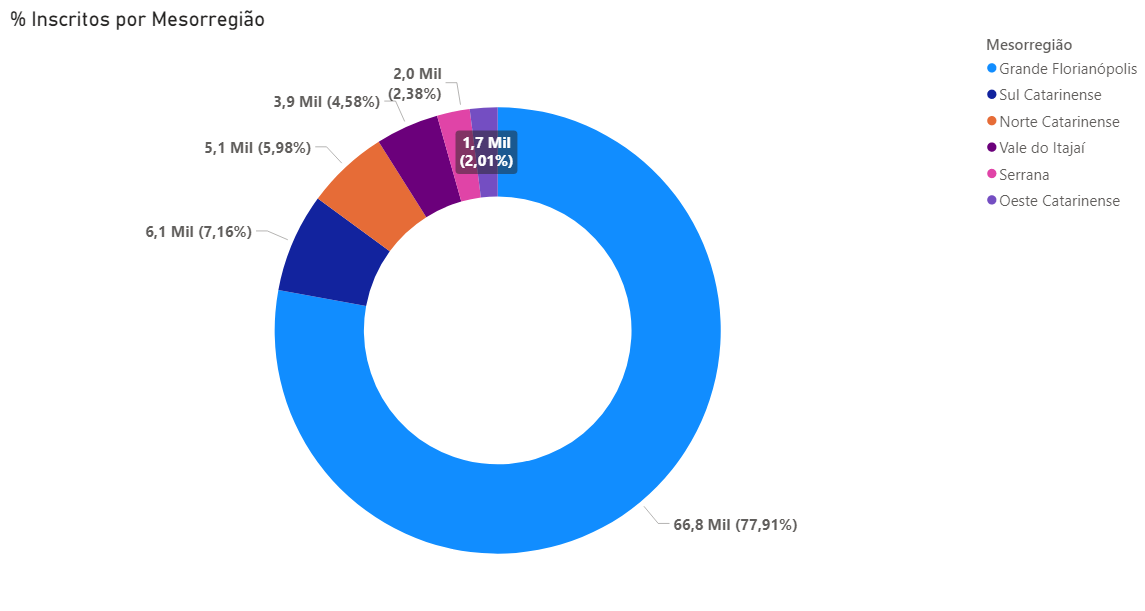 % Inscritos por Mesorregião
Mesorregião
Grande Florianópolis
Sul Catarinense
Norte Catarinense
Vale do Itajaí
Serrana
Oeste Catarinense
2,0 Mil
(2,38%)
3,9 Mil (4,58%)
1,7 Mil
(2,01%)
5,1 Mil (5,98%)
6,1 Mil (7,16%)
66,8 Mil (77,91%)